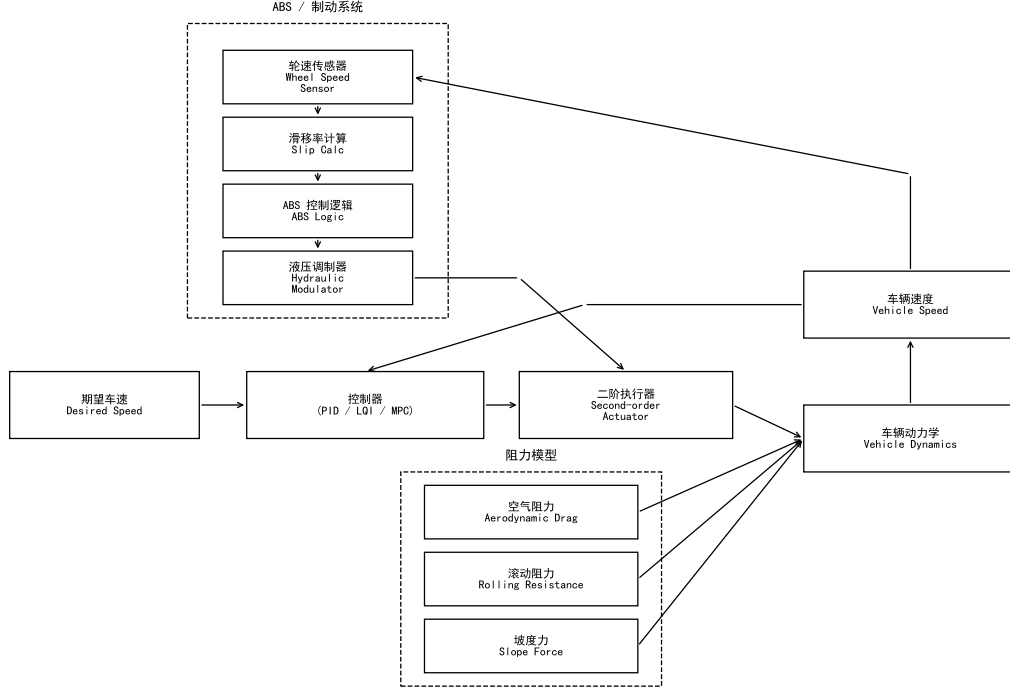 ABS / 制动系统
轮速传感器
Wheel Speed
Sensor
滑移率计算
Slip Calc
ABS 控制逻辑
ABS Logic
液压调制器
Hydraulic
Modulator
车辆速度
Vehicle Speed
期望车速
Desired Speed
控制器
(PID / LQI / MPC)
二阶执行器
Second-order
Actuator
车辆动力学
Vehicle Dynamics
阻力模型
空气阻力
Aerodynamic Drag
滚动阻力
Rolling Resistance
坡度力
Slope Force